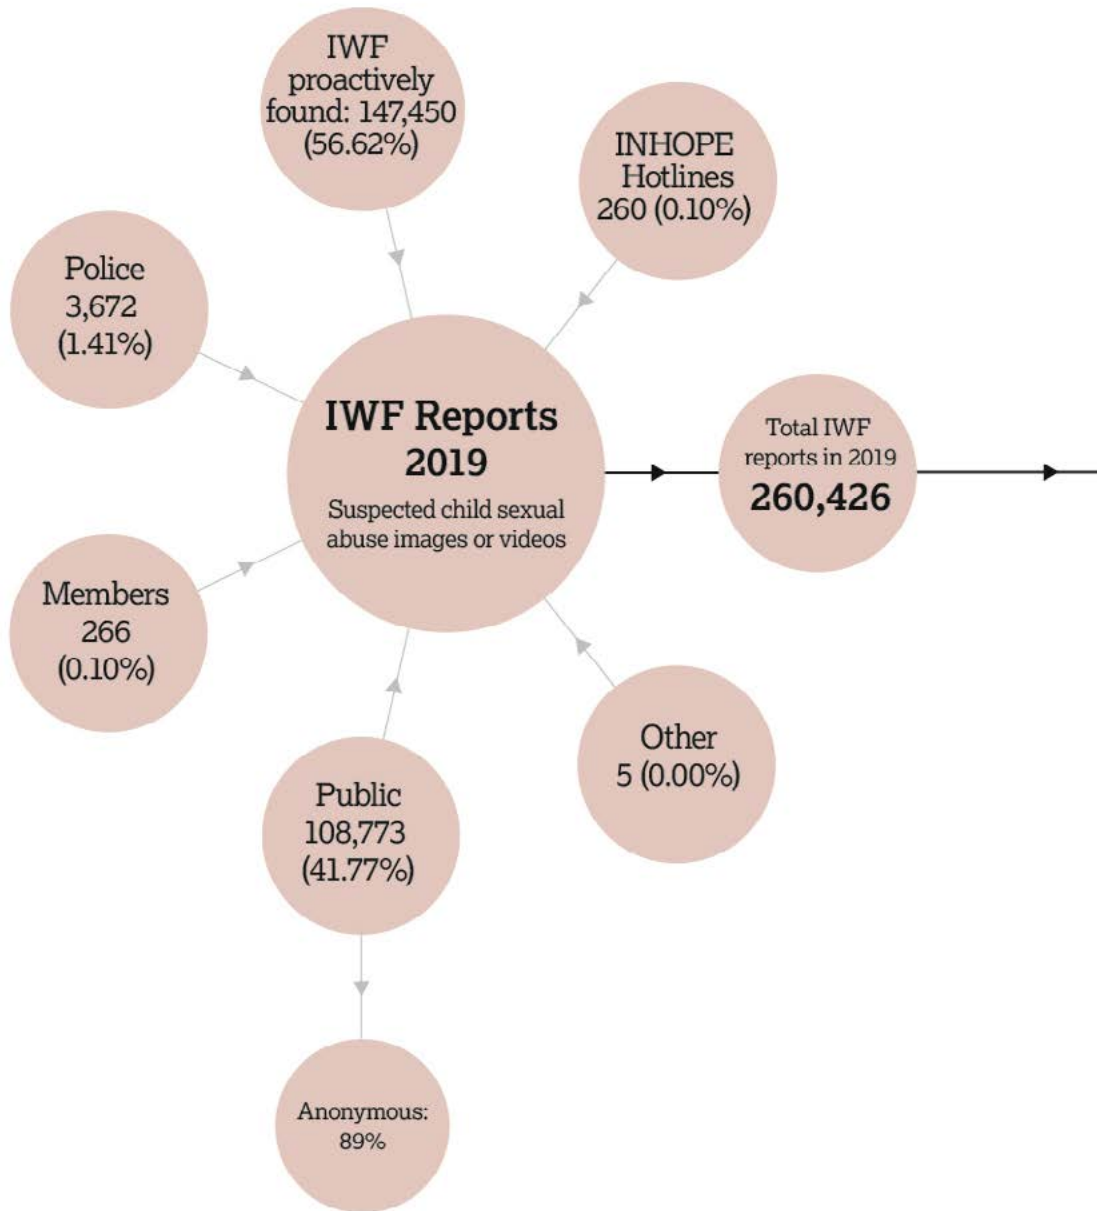 IWF
proactively
found: 147,450
(56.62%)
INHOPE
Hotlines
260 (0.10%)
Police
3,672
(1.41%)
IWF Reports
2019
Suspected child sexual
abuse images or videos
Total IWF
reports in 2019
260,426
Members
266
(0.10%)
Other
5 (0.00%)
Public
108,773
(41.77%)
Anonymous:
89%